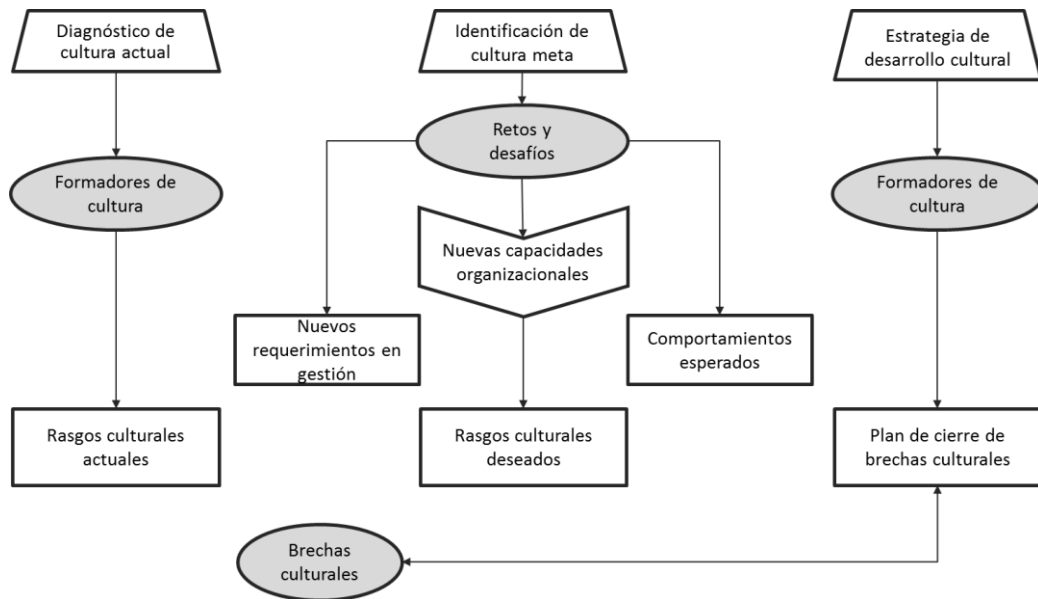 Diagnóstico de
cultura actual
Identificación de
cultura meta
Estrategia de
desarrollo cultural
Retos y
desafíos
Formadores de
cultura
Formadores de
cultura
Nuevas capacidades
organizacionales
Nuevos
requerimientos en
gestión
Comportamientos
esperados
Rasgos culturales
actuales
Rasgos culturales
deseados
Plan de cierre de
brechas culturales
Brechas
culturales